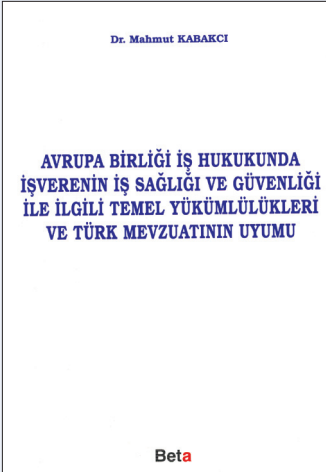 Dr. Mahmut KABAKCI
AVRUPA BİRLİĞİ İŞ HUKUKUNDA
İŞVERENİN İŞ SAĞLIĞI VE GÜVENLİĞİ
İLE İLGİLİ TEMEL YÜKÜMLÜLÜKLERİ
VE TÜRK MEVZUATININ UYUMU
Beta